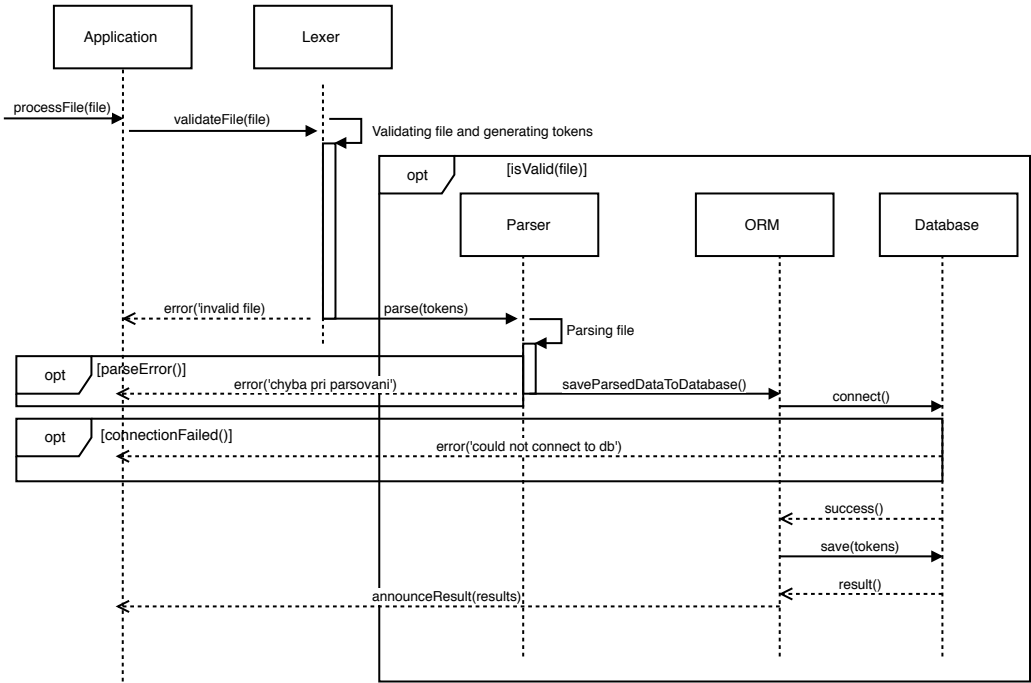 Application
Lexer
processFile(file)
validateFile(file)
Validating file and generating tokens
opt
[isValid(file)]
Parser
ORM
Database
error('invalid file)
parse(tokens)
Parsing file
opt
[parseError()]
error('chyba pri parsovani')
saveParsedDataToDatabase()
connect()
opt
[connectionFailed()]
error('could not connect to db')
success()
save(tokens)
result()
announceResult(results)